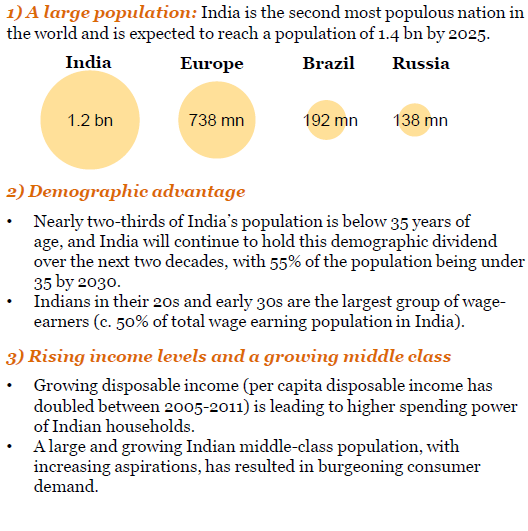 1) A large population: India is the second most populous nation in
the world and is expected to reach a population of 1.4 bn by 2025.
India Europe Brazil Russia
1.2 bn 738 mn 192 mn 138 mn
2) Demographic advantage
• Nearly two-thirds of India's population is below 35 years of
age, and India will continue to hold this demographic dividend
over the next two decades, with 55% of the population being under
35 by 2030.
• Indians in their 20s and early 30s are the largest group of wage-
earners (c. 50% of total wage earning population in India).
3) Rising income levels and a growing middle class
• Growing disposable income (per capita disposable income has
doubled between 2005-2011) is leading to higher spending power
of Indian households.
• A large and growing Indian middle-class population, with
increasing aspirations, has resulted in burgeoning consumer
demand.